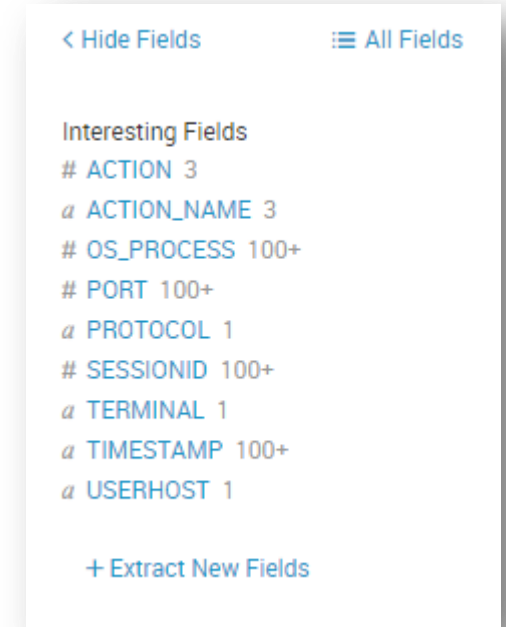 < Hide Fields All Fields
Interesting Fields
# ACTION 3
a ACTION_NAME 3
# OS_PROCESS 100+
# PORT 100+
a PROTOCOL 1
# SESSIONID 100+
a TERMINAL 1
a TIMESTAMP 100+
a USERHOST 1
+ Extract New Fields